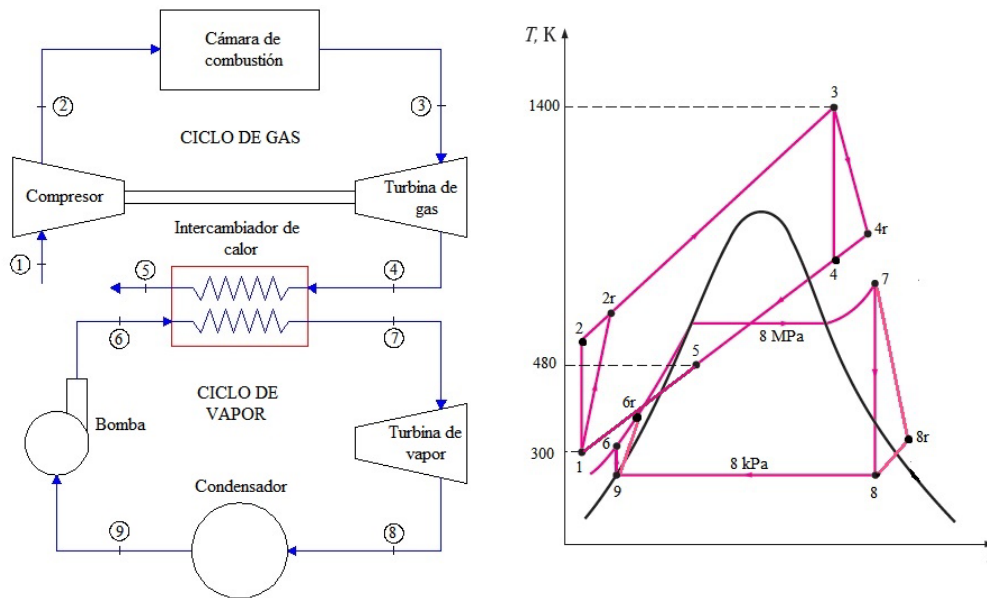 Cámara de
combustión
2
3
CICLO DE GAS
Compresor
Turbina de
gas
Intercambiador de
calor
1
5
4
6
7
CICLO DE
VAPOR
Bomba
Turbina de
vapor
Condensador
9
8
T, K
3
1400
4r
4
2r
7
2
8 MPa
5
480
6r
6
8r
300
1
8 kPa
9
8